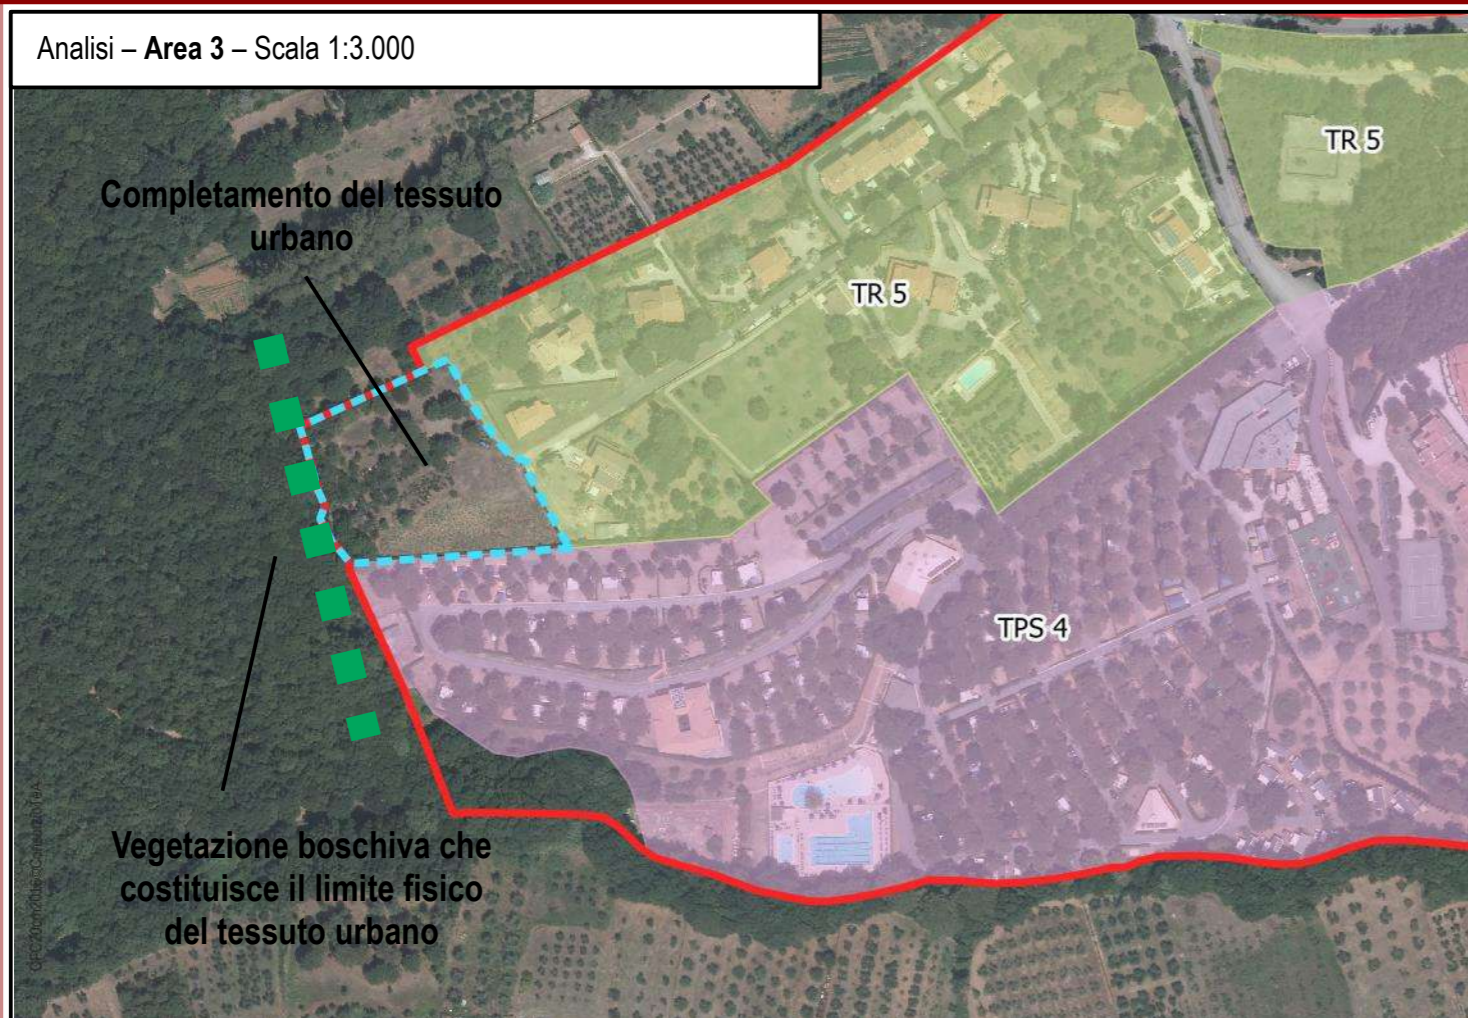 Analisi – Area 3 – Scala 1:3.000
TR 5
Completamento del tessuto
urbano
TR 5
TPS 4
Vegetazione boschiva che
costituisce il limite fisico
del tessuto urbano